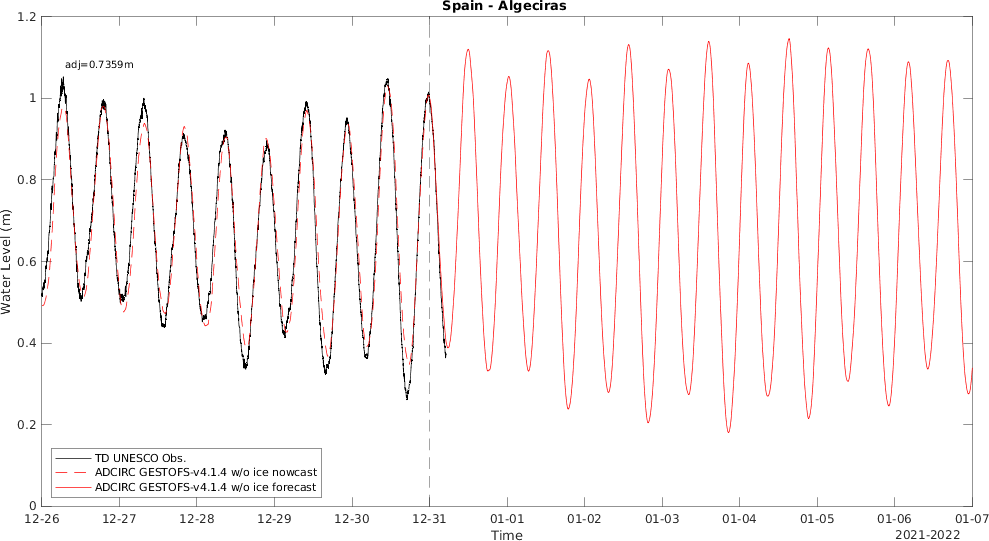 Spain - Algeciras
1.2
1
0.8
0.6
0.4
0.2
0
Water Level (m)
adj=0.7359m
TD UNESCO Obs.
ADCIRC GESTOFS-v4.1.4 w/o ice nowcast
ADCIRC GESTOFS-v4.1.4 w/o ice forecast
12-26 12-27 12-28 12-29 12-30 12-31 01-01 01-02 01-03 01-04 01-05 01-06 01-07
Time
2021-2022